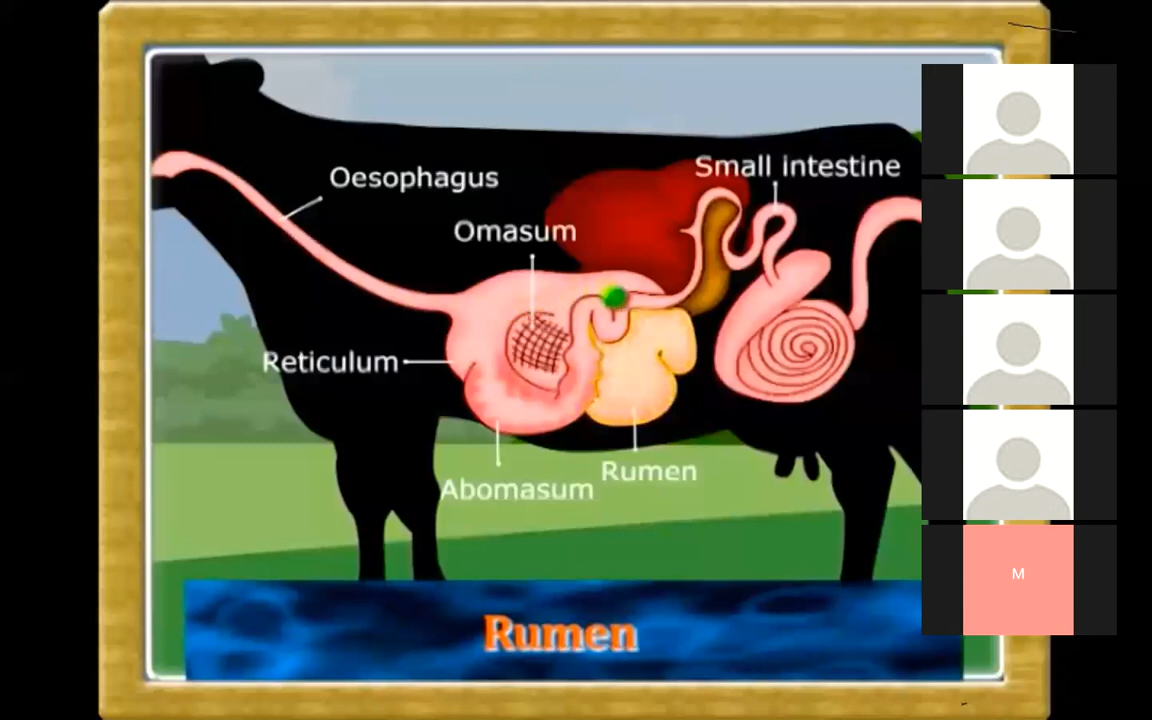 Small intestine
Oesophagus
Omasum
Reticulum
Rumen
Abomasum
M
Rumen